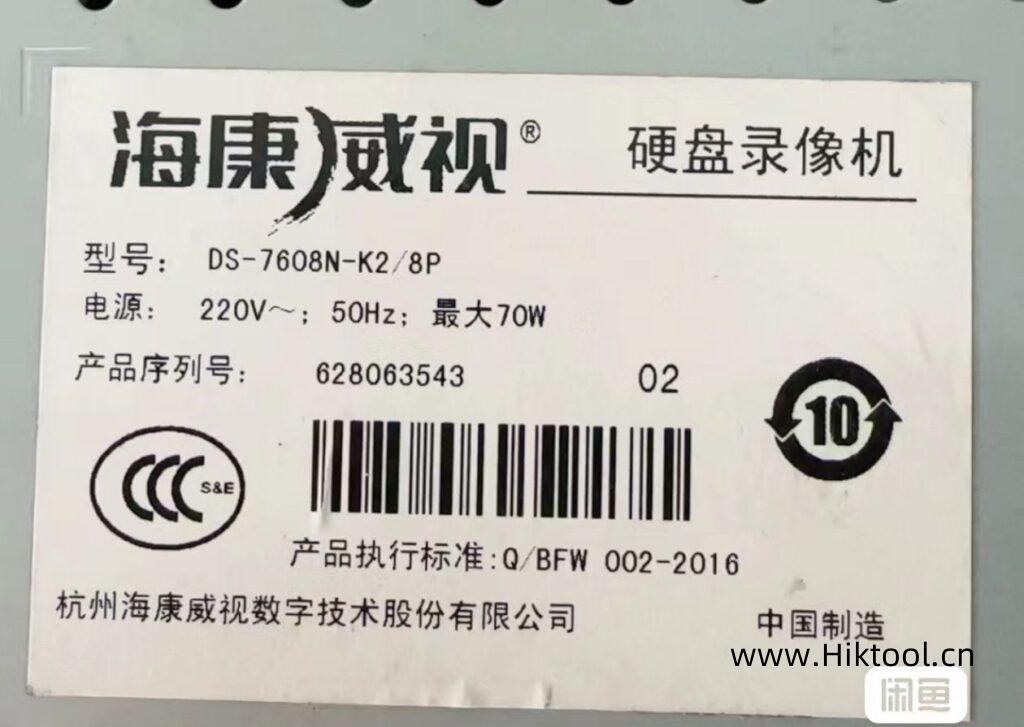 海康威视® 硬盘录像机
型号: DS-7608N-K2/8P
电源: 220V～; 50Hz; 最大70W
产品序列号: 628063543 02
10
CCC S&E
产品执行标准:Q/BFW 002-2016
杭州海康威视数字技术股份有限公司 中国制造
www.Hiktool.cn
闲鱼